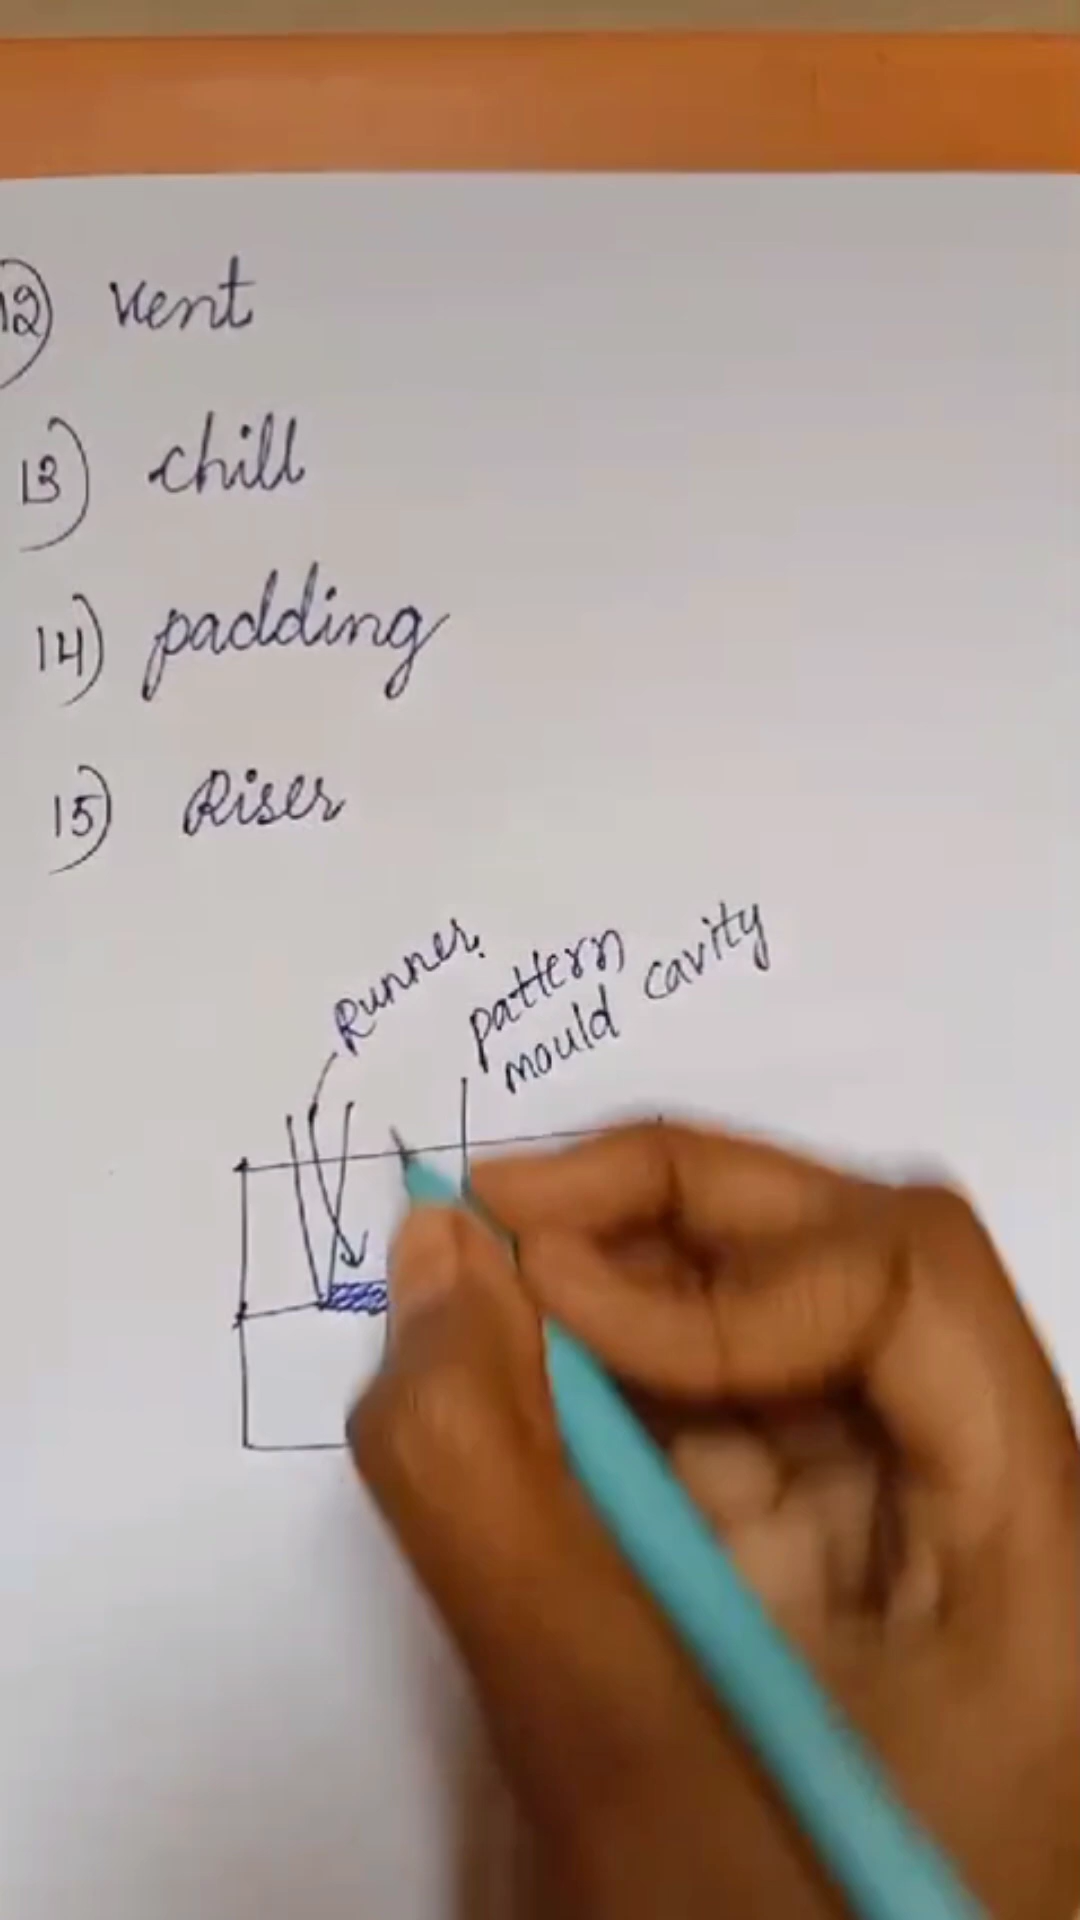 12) Vent
13) chill
14) padding
15) Riser
Runner.
pattern
mould cavity